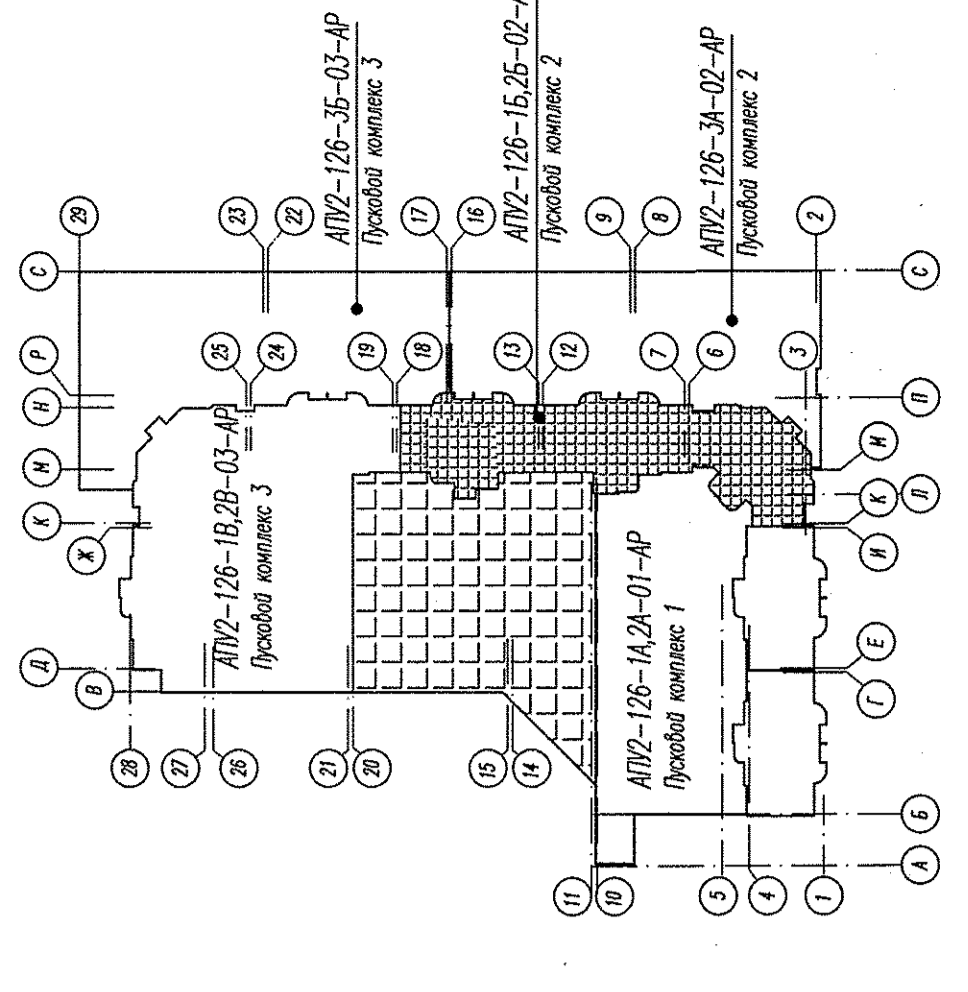 АПУ2-126-3Б-03-АР
Пусковой комплекс 3
АПУ2-126-1Б,2Б-02-
Пусковой комплекс 2
АПУ2-126-3А-02-АР
Пусковой комплекс 2
АПУ2-126-1В,2В-03-АР
Пусковой комплекс 3
АПУ2-126-1А,2А-01-АР
Пусковой комплекс 1
29
23
22
17
16
9
8
2
С
С
Р
Н
М
К
Ж
Д
В
25
24
19
18
13
12
7
6
3
П
М
К
Л
И
Е
Г
Б
А
28
27
26
21
20
15
14
11
10
5
4
1